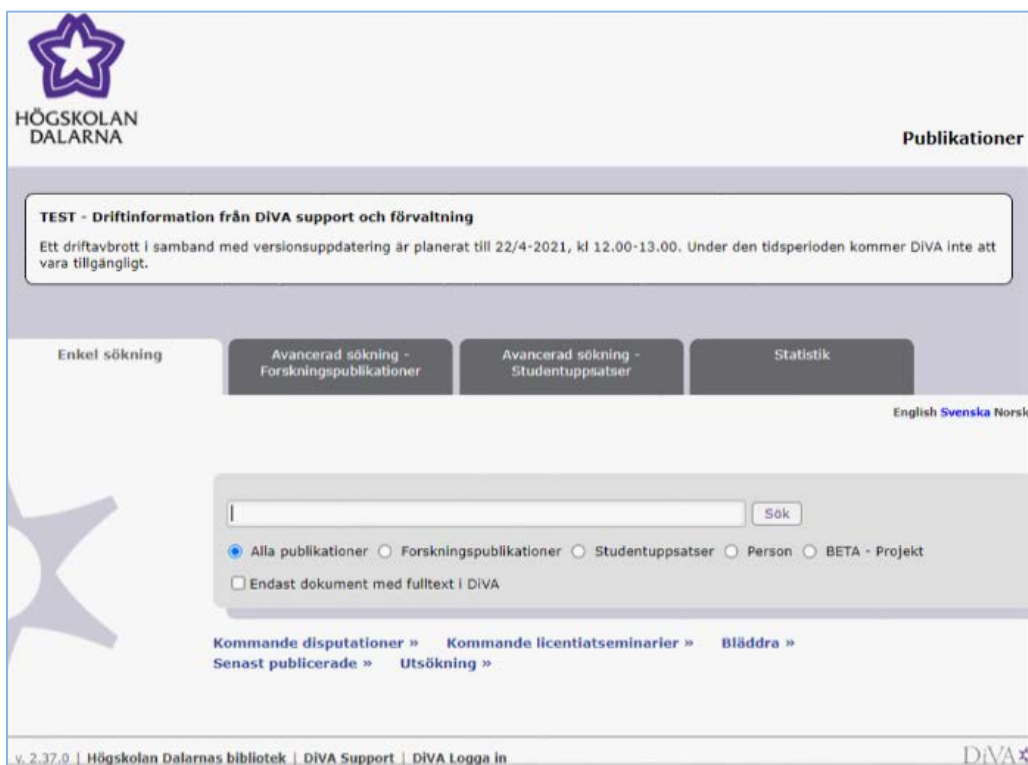 HÖGSKOLAN
DALARNA
Publikationer
TEST - Driftinformation från DiVA support och förvaltning
Ett driftavbrott i samband med versionsuppdatering är planerat till 22/4-2021, kl 12.00-13.00. Under den tidsperioden kommer DiVA inte att
vara tillgängligt.
Enkel sökning
Avancerad sökning -
Forskningspublikationer
Avancerad sökning -
Studentuppsatser
Statistik
English Svenska Norsk
Sök
Alla publikationer Forskningspublikationer Studentuppsatser Person BETA - Projekt
Endast dokument med fulltext i DiVA
Kommande disputationer » Kommande licentiatseminarier » Bläddra »
Senast publicerade » Utsökning »
v. 2.37.0 | Högskolan Dalarnas bibliotek | DiVA Support | DiVA Logga in
DiVA